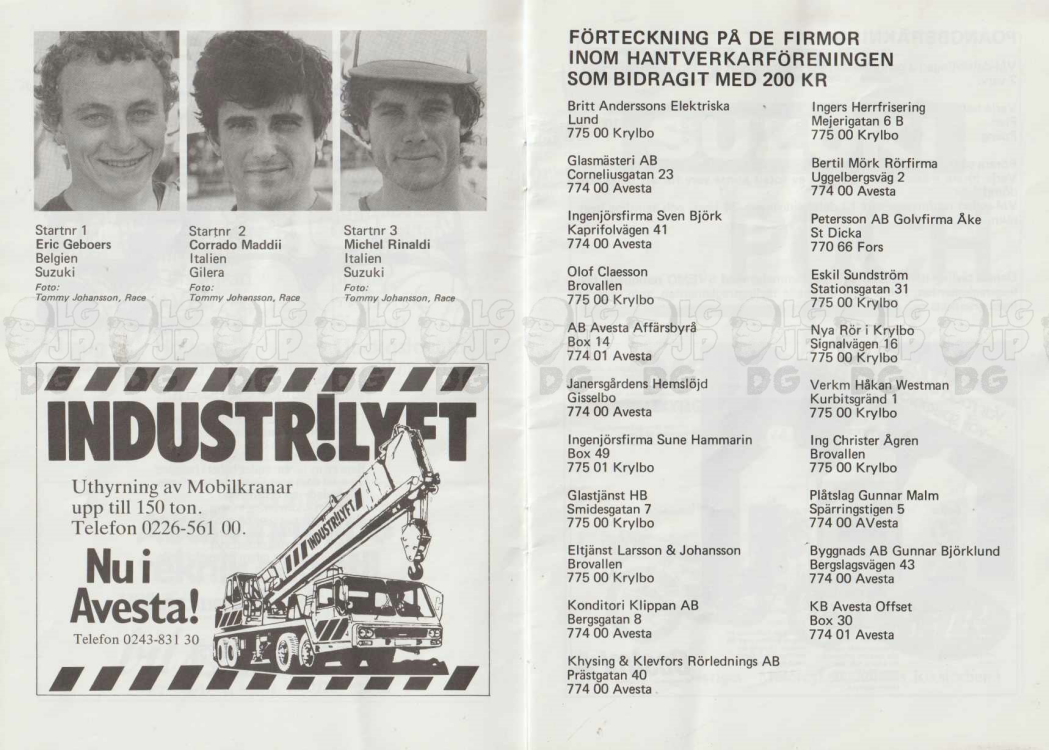 Startnr 1
Eric Geboers
Belgien
Suzuki
Foto:
Tommy Johansson, Race
Startnr 2
Corrado Maddii
Italien
Gilera
Foto:
Tommy Johansson, Race
Startnr 3
Michel Rinaldi
Italien
Suzuki
Foto:
Tommy Johansson, Race
INDUSTR!LYFT
Uthyrning av Mobilkranar
upp till 150 ton.
Telefon 0226-561 00.
Nu i
Avesta!
Telefon 0243-831 30
INDUSTR!LYFT
FÖRTECKNING PÅ DE FIRMOR
INOM HANTVERKARFÖRENINGEN
SOM BIDRAGIT MED 200 KR
Britt Anderssons Elektriska
Lund
775 00 Krylbo
Glasmästeri AB
Corneliusgatan 23
774 00 Avesta
Ingenjörsfirma Sven Björk
Kaprifolvägen 41
774 00 Avesta
Olof Claesson
Brovallen
775 00 Krylbo
AB Avesta Affärsbyrå
Box 14
774 01 Avesta
Janersgårdens Hemslöjd
Gisselbo
774 00 Avesta
Ingenjörsfirma Sune Hammarin
Box 49
775 01 Krylbo
Glastjänst HB
Smidesgatan 7
775 00 Krylbo
Eltjänst Larsson & Johansson
Brovallen
775 00 Krylbo
Konditori Klippan AB
Bergsgatan 8
774 00 Avesta
Khysing & Klevfors Rörlednings AB
Prästgatan 40
774 00 Avesta
Ingers Herrfrisering
Mejerigatan 6 B
775 00 Krylbo
Bertil Mörk Rörfirma
Uggelbergsväg 2
774 00 Avesta
Petersson AB Golvfirma Åke
St Dicka
770 66 Fors
Eskil Sundström
Stationsgatan 31
775 00 Krylbo
Nya Rör i Krylbo
Signalvägen 16
775 00 Krylbo
Verkm Håkan Westman
Kurbitsgränd 1
775 00 Krylbo
Ing Christer Ågren
Brovallen
775 00 Krylbo
Plåtslag Gunnar Malm
Spärringstigen 5
774 00 AVesta
Byggnads AB Gunnar Björklund
Bergslagsvägen 43
774 00 Avesta
KB Avesta Offset
Box 30
774 01 Avesta